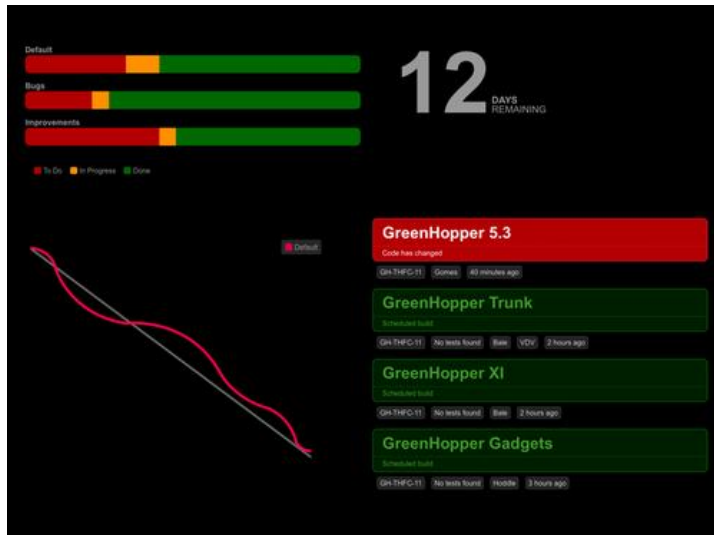 Default
Bugs
Improvements
To Do In Progress Done
12 DAYS REMAINING
Default
GreenHopper 5.3
Code has changed
GH-THFC-11 Gomes 40 minutes ago
GreenHopper Trunk
Scheduled build
GH-THFC-11 No tests found Bale VDV 2 hours ago
GreenHopper XI
Scheduled build
GH-THFC-11 No tests found Bale 2 hours ago
GreenHopper Gadgets
Scheduled build
GH-THFC-11 No tests found Hoddle 3 hours ago